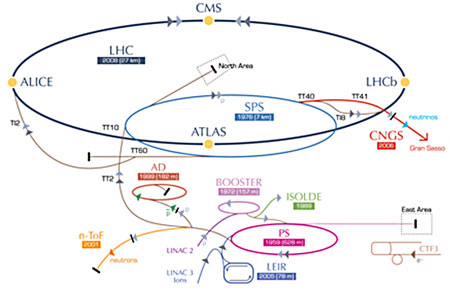 CMS
LHC
2008 (27 km)
North Area
ALICE
LHCb
TT40
TT41
SPS
1976 (7 km)
TI8
neutrinos
TI2
TT10
ATLAS
CNGS
2006
Gran Sasso
TT60
AD
1999 (182 m)
TT2
BOOSTER
1972 (157 m)
ISOLDE
1989
East Area
n-ToF
2001
LINAC 2
PS
1959 (628 m)
neutrons
CTF3
e-
LINAC 3
Ions
LEIR
2005 (78 m)